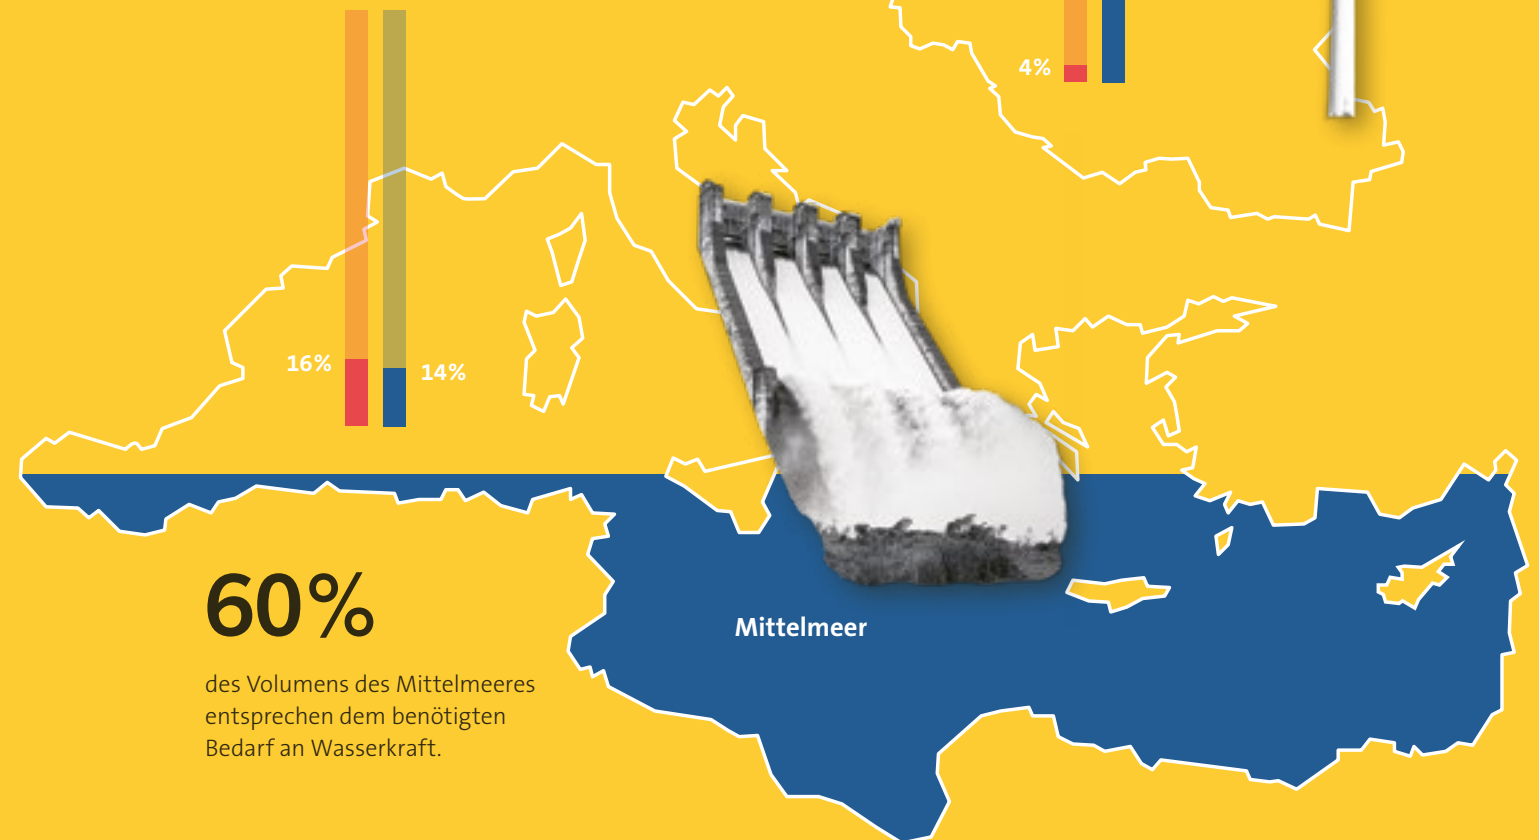 4%
16%
14%
60%
des Volumens des Mittelmeeres
entsprechen dem benötigten
Bedarf an Wasserkraft.
Mittelmeer